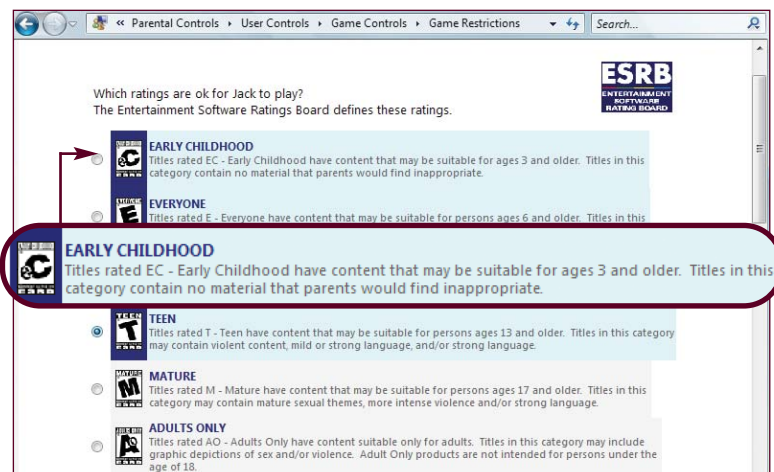 « Parental Controls ▸ User Controls ▸ Game Controls ▸ Game Restrictions
Search...
ESRB
ENTERTAINMENT
SOFTWARE
RATING BOARD
Which ratings are ok for Jack to play?
The Entertainment Software Ratings Board defines these ratings.
eC
EARLY CHILDHOOD
Titles rated EC - Early Childhood have content that may be suitable for ages 3 and older. Titles in this
category contain no material that parents would find inappropriate.
E
EVERYONE
Titles rated E - Everyone have content that may be suitable for persons ages 6 and older. Titles in this
eC
EARLY CHILDHOOD
Titles rated EC - Early Childhood have content that may be suitable for ages 3 and older. Titles in this
category contain no material that parents would find inappropriate.
TEEN
T
TEEN
Titles rated T - Teen have content that may be suitable for persons ages 13 and older. Titles in this category
may contain violent content, mild or strong language, and/or strong language.
MATURE
M
MATURE
Titles rated M - Mature have content that may be suitable for persons ages 17 and older. Titles in this
category may contain mature sexual themes, more intense violence and/or strong language.
Ao
ADULTS ONLY
Titles rated AO - Adults Only have content suitable only for adults. Titles in this category may include
graphic depictions of sex and/or violence. Adult Only products are not intended for persons under the
age of 18.